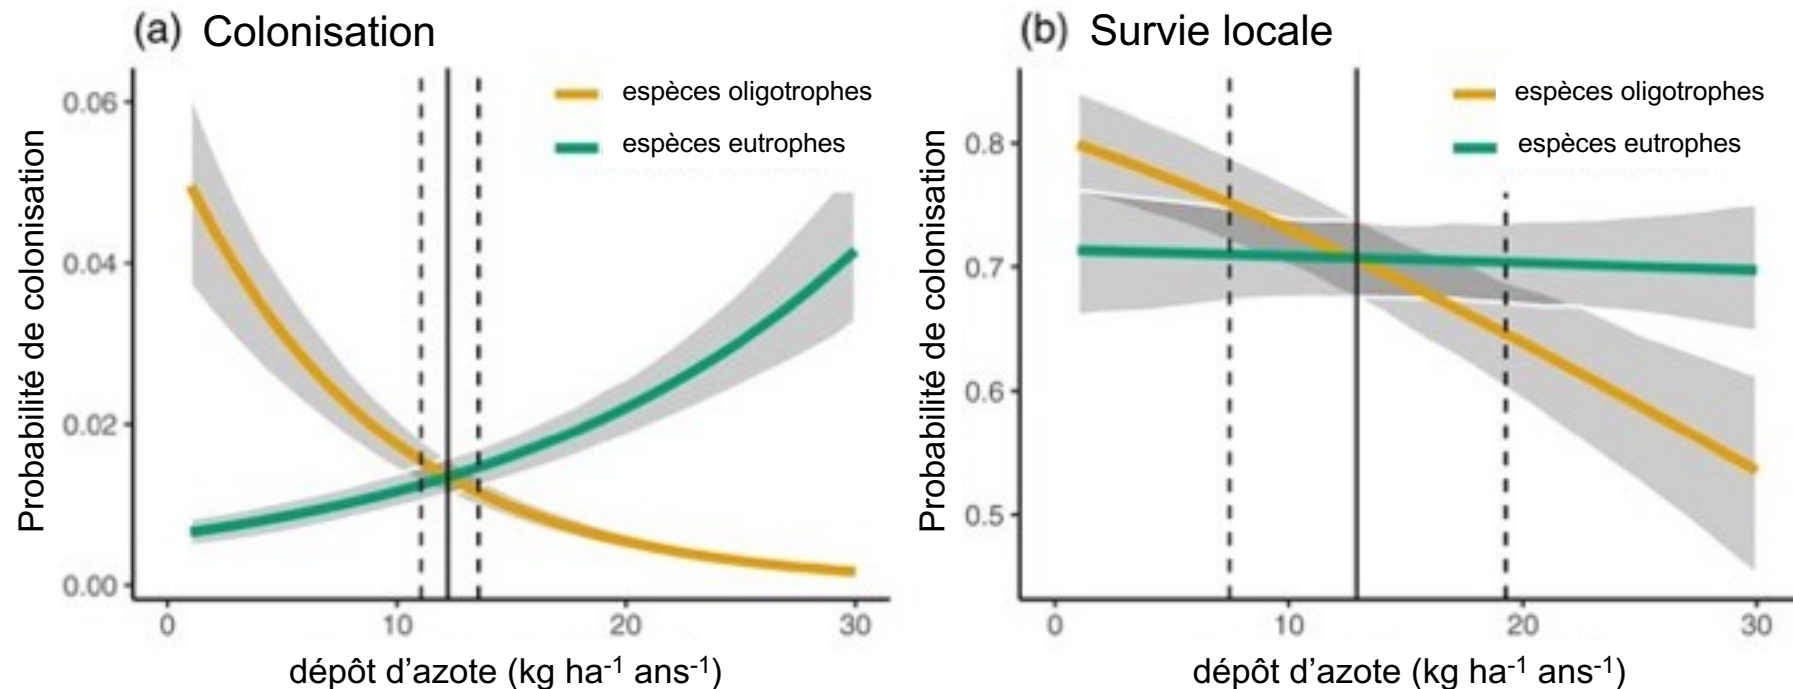 (a) Colonisation
espèces oligotrophes
espèces eutrophes
Probabilité de colonisation
0.06
0.04
0.02
0.00
0 10 20 30
dépôt d’azote (kg ha-1 ans-1)
(b) Survie locale
espèces oligotrophes
espèces eutrophes
Probabilité de colonisation
0.8
0.7
0.6
0.5
0 10 20 30
dépôt d’azote (kg ha-1 ans-1)